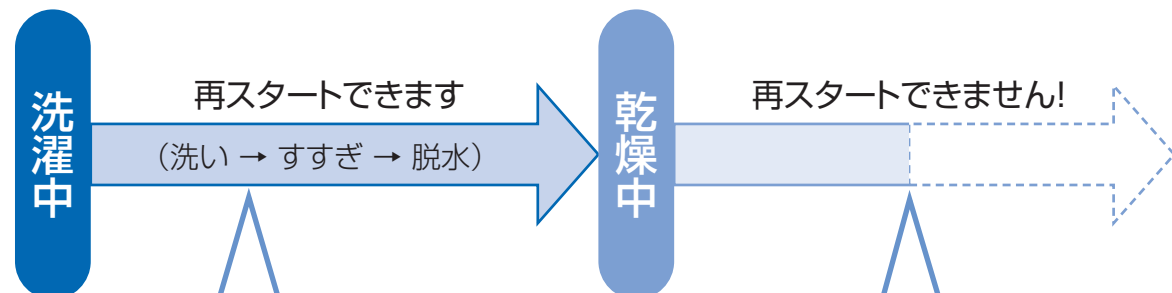 洗濯中
再スタートできます
（洗い → すすぎ → 脱水）
乾燥中
再スタートできません!